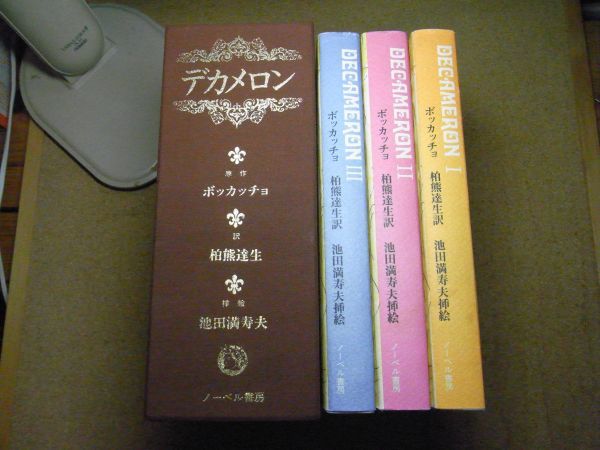 デカメロン
原作
ボッカッチョ
訳
柏熊達生
挿絵
池田満寿夫
ノーベル書房
DECAMERON III
ボッカッチョ 柏熊達生訳 池田満寿夫挿絵
ノーベル書房
DECAMERON II
ボッカッチョ 柏熊達生訳 池田満寿夫挿絵
ノーベル書房
DECAMERON I
ボッカッチョ 柏熊達生訳 池田満寿夫挿絵
ノーベル書房